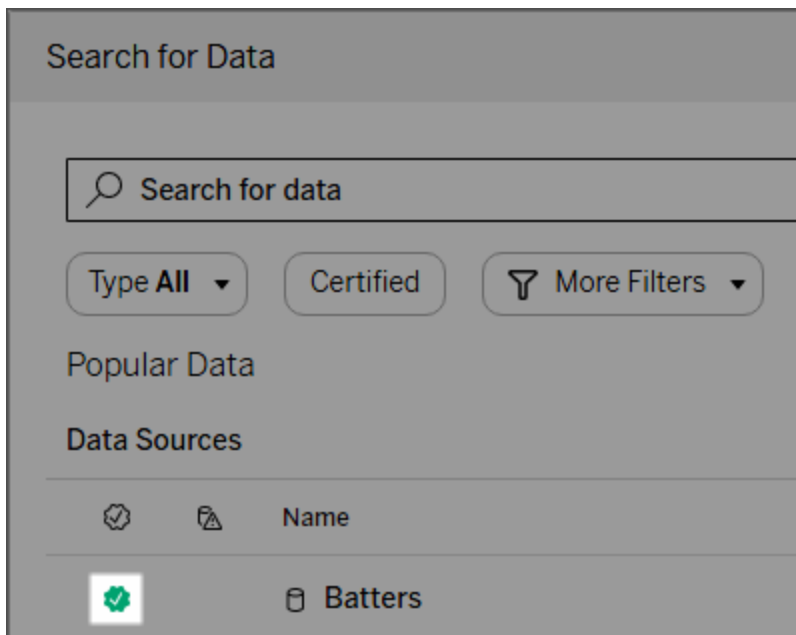 Search for Data
Search for data
Type All Certified More Filters
Popular Data
Data Sources
Name
Batters